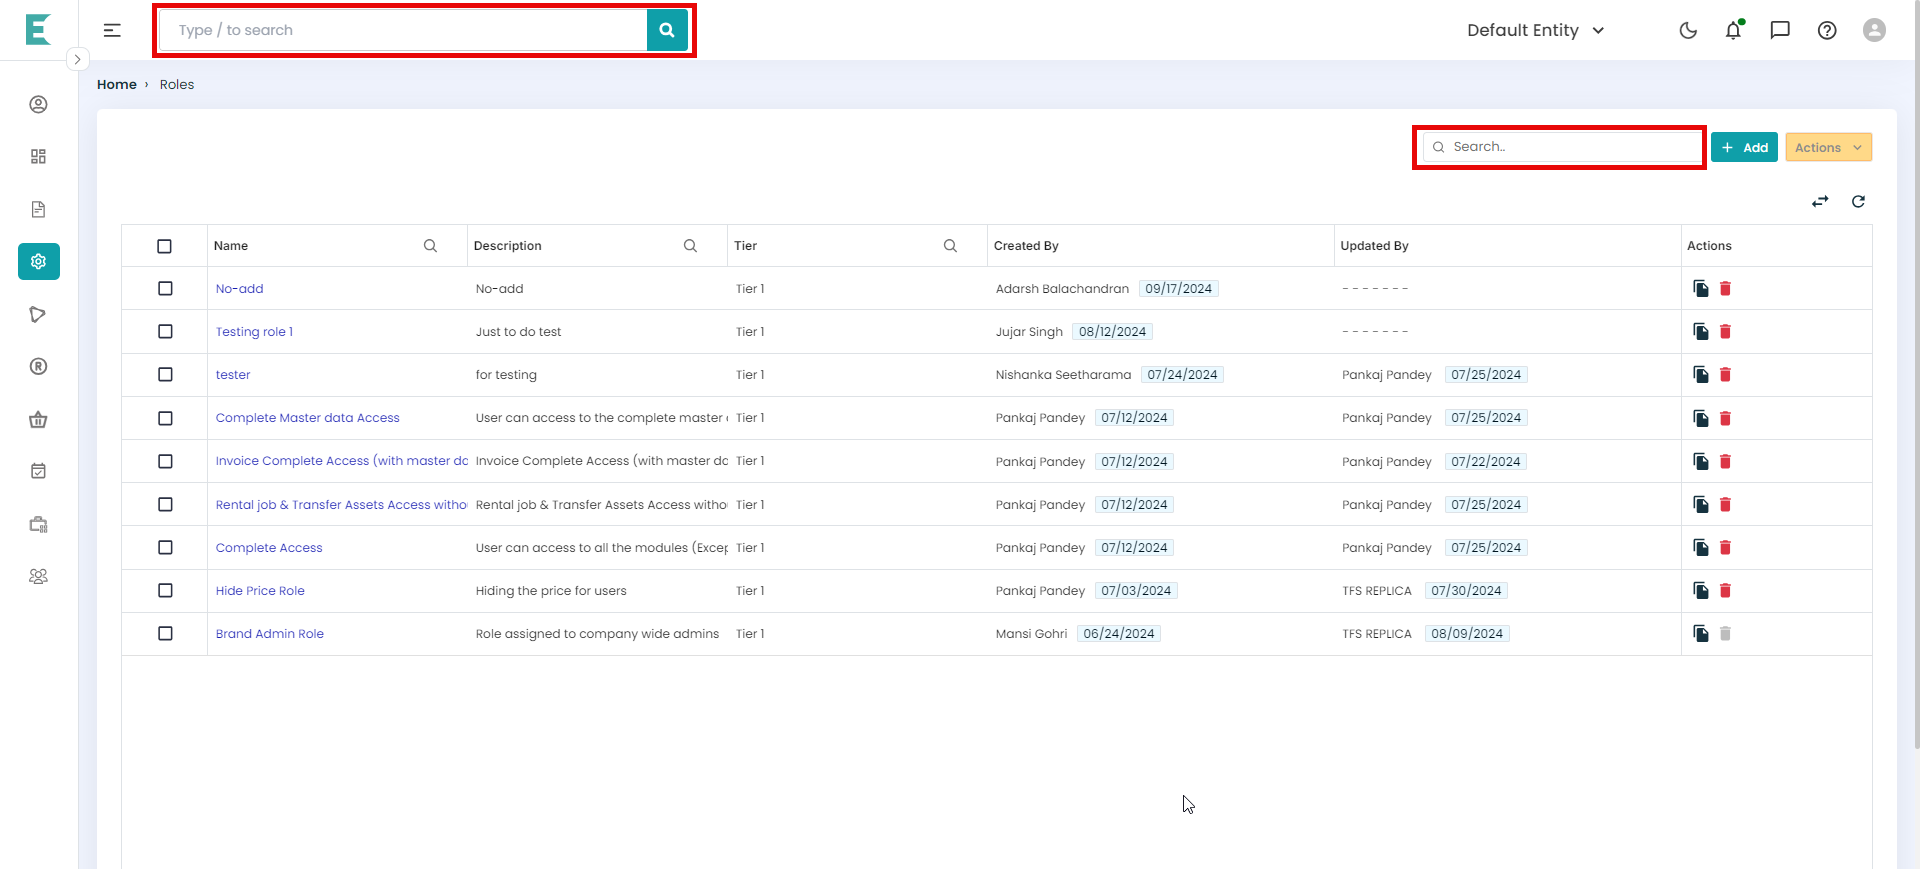 E
Type / to search
Default Entity
Home › Roles
Search..
+ Add
Actions
Name Description Tier Created By Updated By Actions
No-add No-add Tier 1 Adarsh Balachandran 09/17/2024 - - - - - - -
Testing role 1 Just to do test Tier 1 Jujar Singh 08/12/2024 - - - - - - -
tester for testing Tier 1 Nishanka Seetharama 07/24/2024 Pankaj Pandey 07/25/2024
Complete Master data Access User can access to the complete master Tier 1 Pankaj Pandey 07/12/2024 Pankaj Pandey 07/25/2024
Invoice Complete Access (with master da Invoice Complete Access (with master da Tier 1 Pankaj Pandey 07/12/2024 Pankaj Pandey 07/22/2024
Rental job & Transfer Assets Access witho Rental job & Transfer Assets Access witho Tier 1 Pankaj Pandey 07/12/2024 Pankaj Pandey 07/25/2024
Complete Access User can access to all the modules (Excep Tier 1 Pankaj Pandey 07/12/2024 Pankaj Pandey 07/25/2024
Hide Price Role Hiding the price for users Tier 1 Pankaj Pandey 07/03/2024 TFS REPLICA 07/30/2024
Brand Admin Role Role assigned to company wide admins Tier 1 Mansi Gohri 06/24/2024 TFS REPLICA 08/09/2024